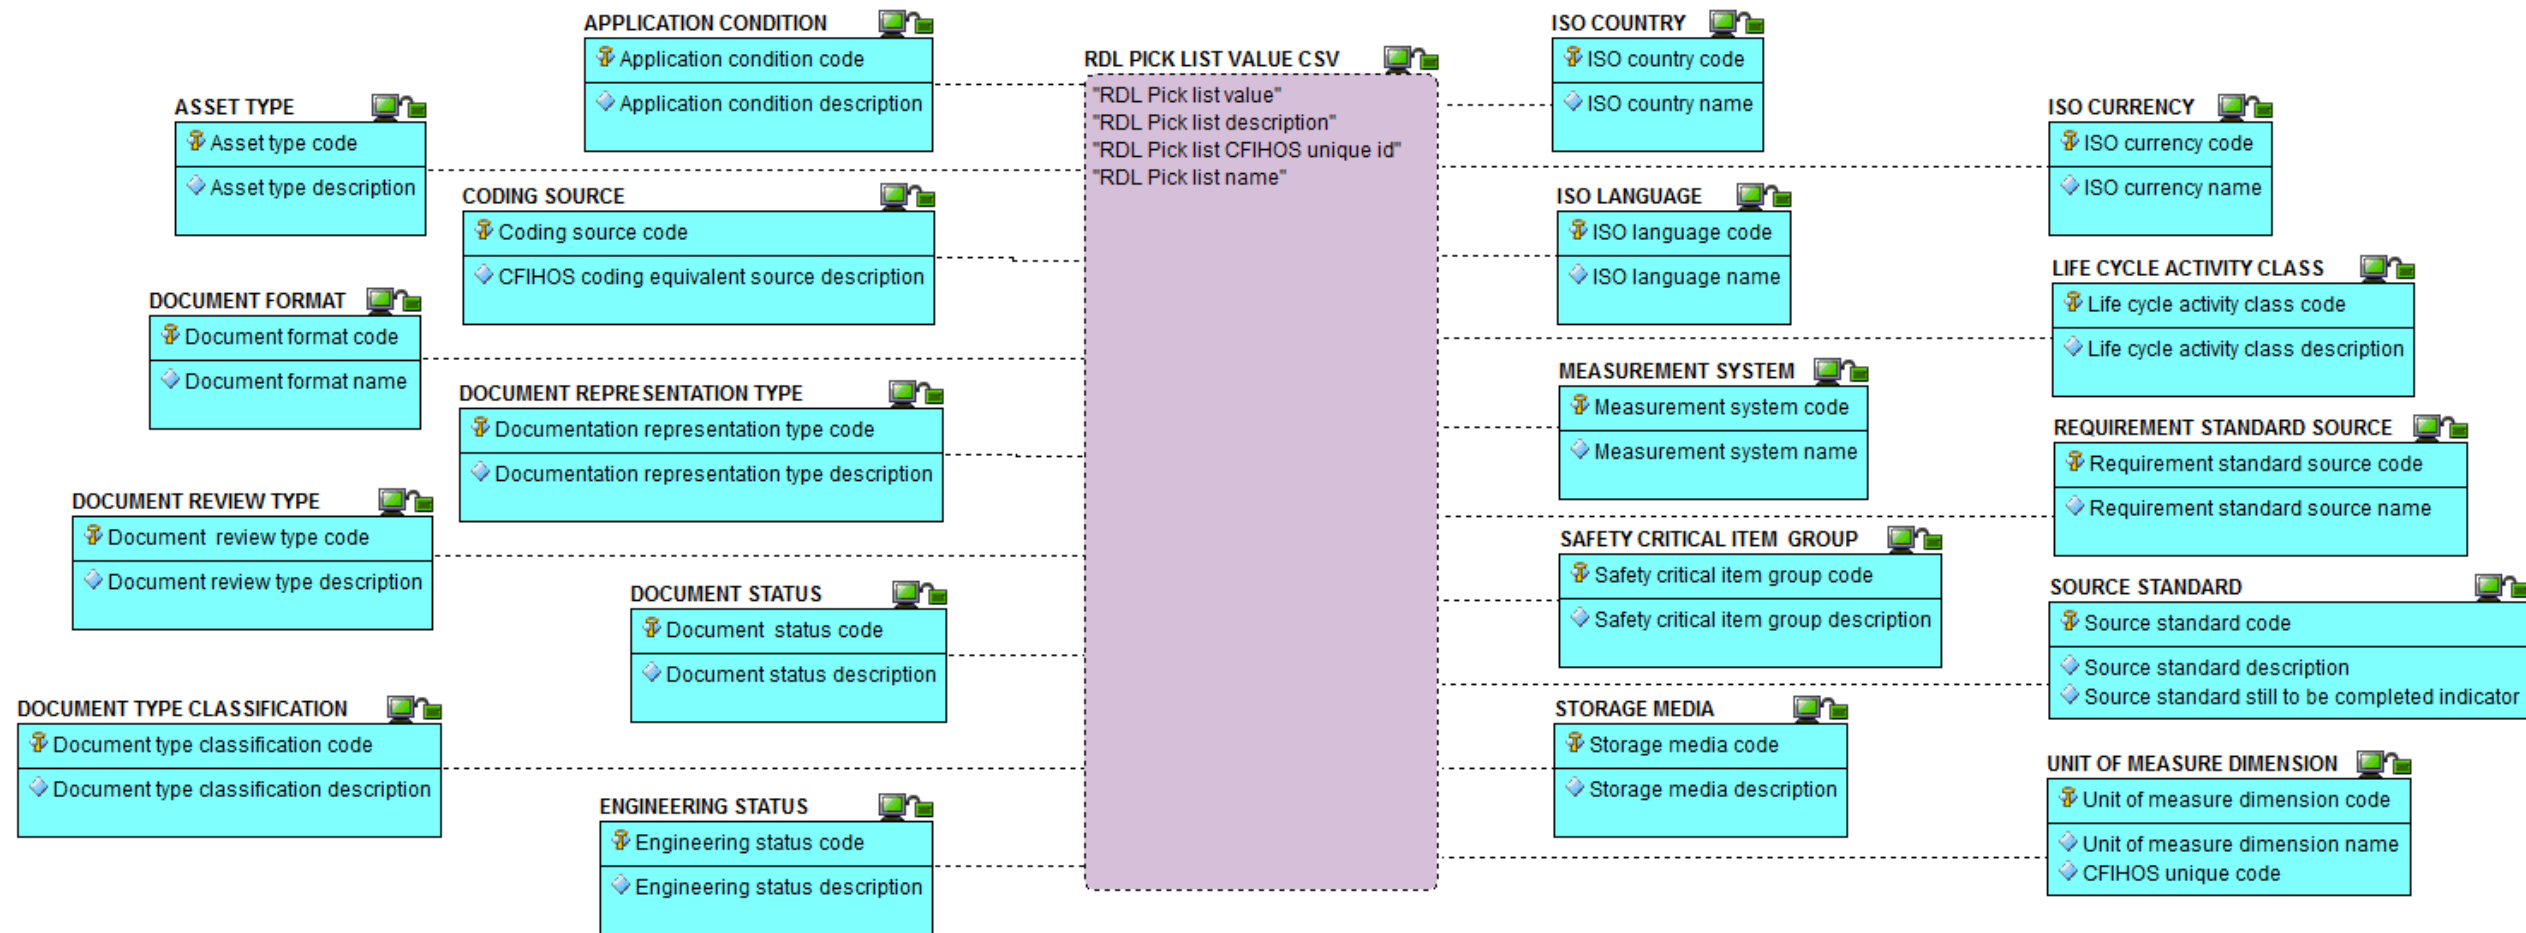 APPLICATION CONDITION
Application condition code
Application condition description
ASSET TYPE
Asset type code
Asset type description
CODING SOURCE
Coding source code
CFIHOS coding equivalent source description
DOCUMENT FORMAT
Document format code
Document format name
DOCUMENT REPRESENTATION TYPE
Documentation representation type code
Documentation representation type description
DOCUMENT REVIEW TYPE
Document  review type code
Document review type description
DOCUMENT STATUS
Document  status code
Document status description
DOCUMENT TYPE CLASSIFICATION
Document type classification code
Document type classification description
ENGINEERING STATUS
Engineering status code
Engineering status description
RDL PICK LIST VALUE CSV
"RDL Pick list value"
"RDL Pick list description"
"RDL Pick list CFIHOS unique id"
"RDL Pick list name"
ISO COUNTRY
ISO country code
ISO country name
ISO CURRENCY
ISO currency code
ISO currency name
ISO LANGUAGE
ISO language code
ISO language name
LIFE CYCLE ACTIVITY CLASS
Life cycle activity class code
Life cycle activity class description
MEASUREMENT SYSTEM
Measurement system code
Measurement system name
REQUIREMENT STANDARD SOURCE
Requirement standard source code
Requirement standard source name
SAFETY CRITICAL ITEM  GROUP
Safety critical item group code
Safety critical item group description
SOURCE STANDARD
Source standard code
Source standard description
Source standard still to be completed indicator
STORAGE MEDIA
Storage media code
Storage media description
UNIT OF MEASURE DIMENSION
Unit of measure dimension code
Unit of measure dimension name
CFIHOS unique code